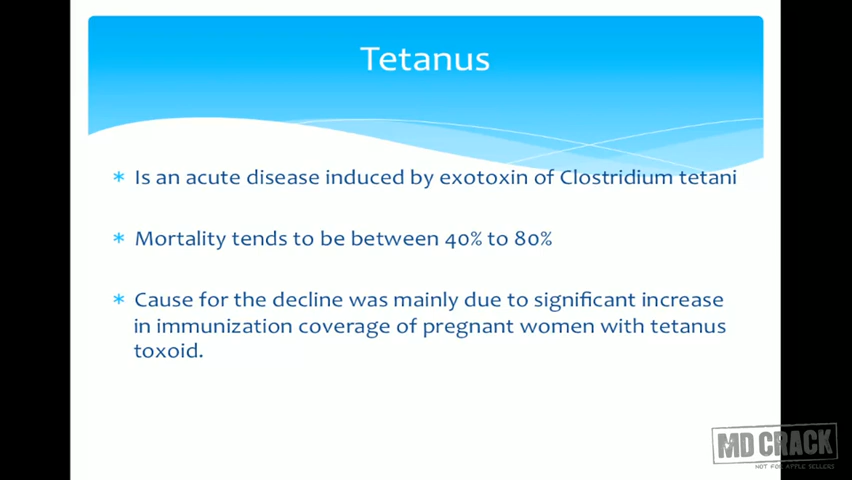 Tetanus
* Is an acute disease induced by exotoxin of Clostridium tetani
* Mortality tends to be between 40% to 80%
* Cause for the decline was mainly due to significant increase
in immunization coverage of pregnant women with tetanus
toxoid.
MD CRACK
NOT FOR APPLE SELLERS